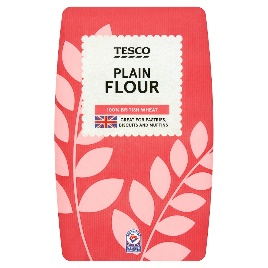 TESCO
PLAIN
FLOUR
100% BRITISH WHEAT
GREAT FOR PASTRIES,
BISCUITS AND MUFFINS